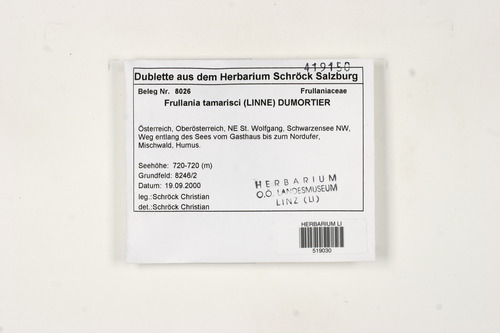 419150
Dublette aus dem Herbarium Schröck Salzburg
Beleg Nr. 8026 Frullaniaceae
Frullania tamarisci (LINNE) DUMORTIER
Österreich, Oberösterreich, NE St. Wolfgang, Schwarzensee NW,
Weg entlang des Sees vom Gasthaus bis zum Nordufer,
Mischwald, Humus.
Seehöhe: 720-720 (m)
Grundfeld: 8246/2
Datum: 19.09.2000
leg.:Schröck Christian
det.:Schröck Christian
HERBARIUM
O.Ö. LANDESMUSEUM
LINZ (LI)
HERBARIUM LI
519030